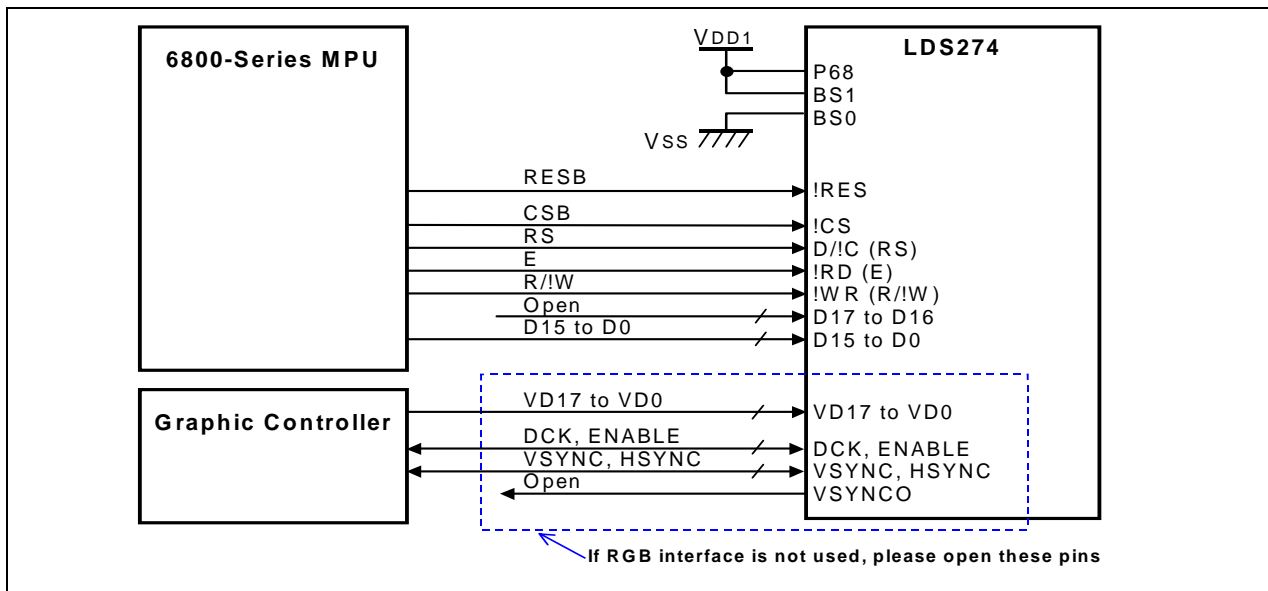 6800-Series MPU
VDD1
LDS274
P68
BS1
BS0
VSS
RESB
!RES
CSB
!CS
RS
D/!C (RS)
E
!RD (E)
R/!W
!WR (R/!W)
Open
D17 to D16
D15 to D0
D15 to D0
Graphic Controller
VD17 to VD0
VD17 to VD0
DCK, ENABLE
DCK, ENABLE
VSYNC, HSYNC
VSYNC, HSYNC
Open
VSYNCO
If RGB interface is not used, please open these pins